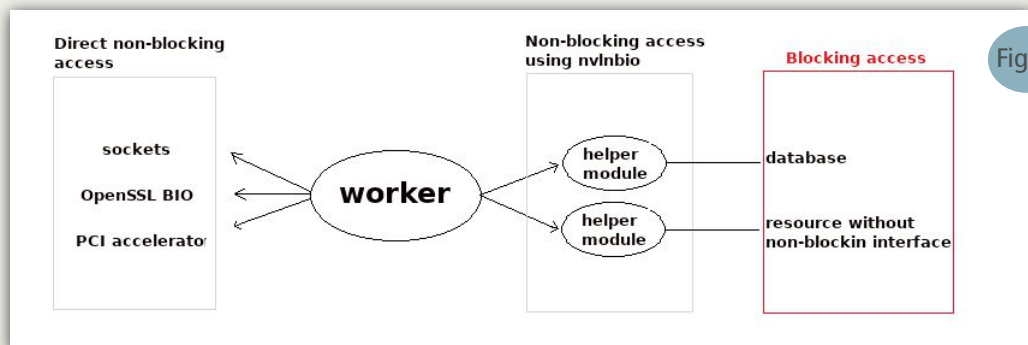 Direct non-blocking
access
sockets
OpenSSL BIO
PCI accelerator
worker
Non-blocking access
using nvlnbio
helper
module
helper
module
Blocking access
database
resource without
non-blockin interface
Fig